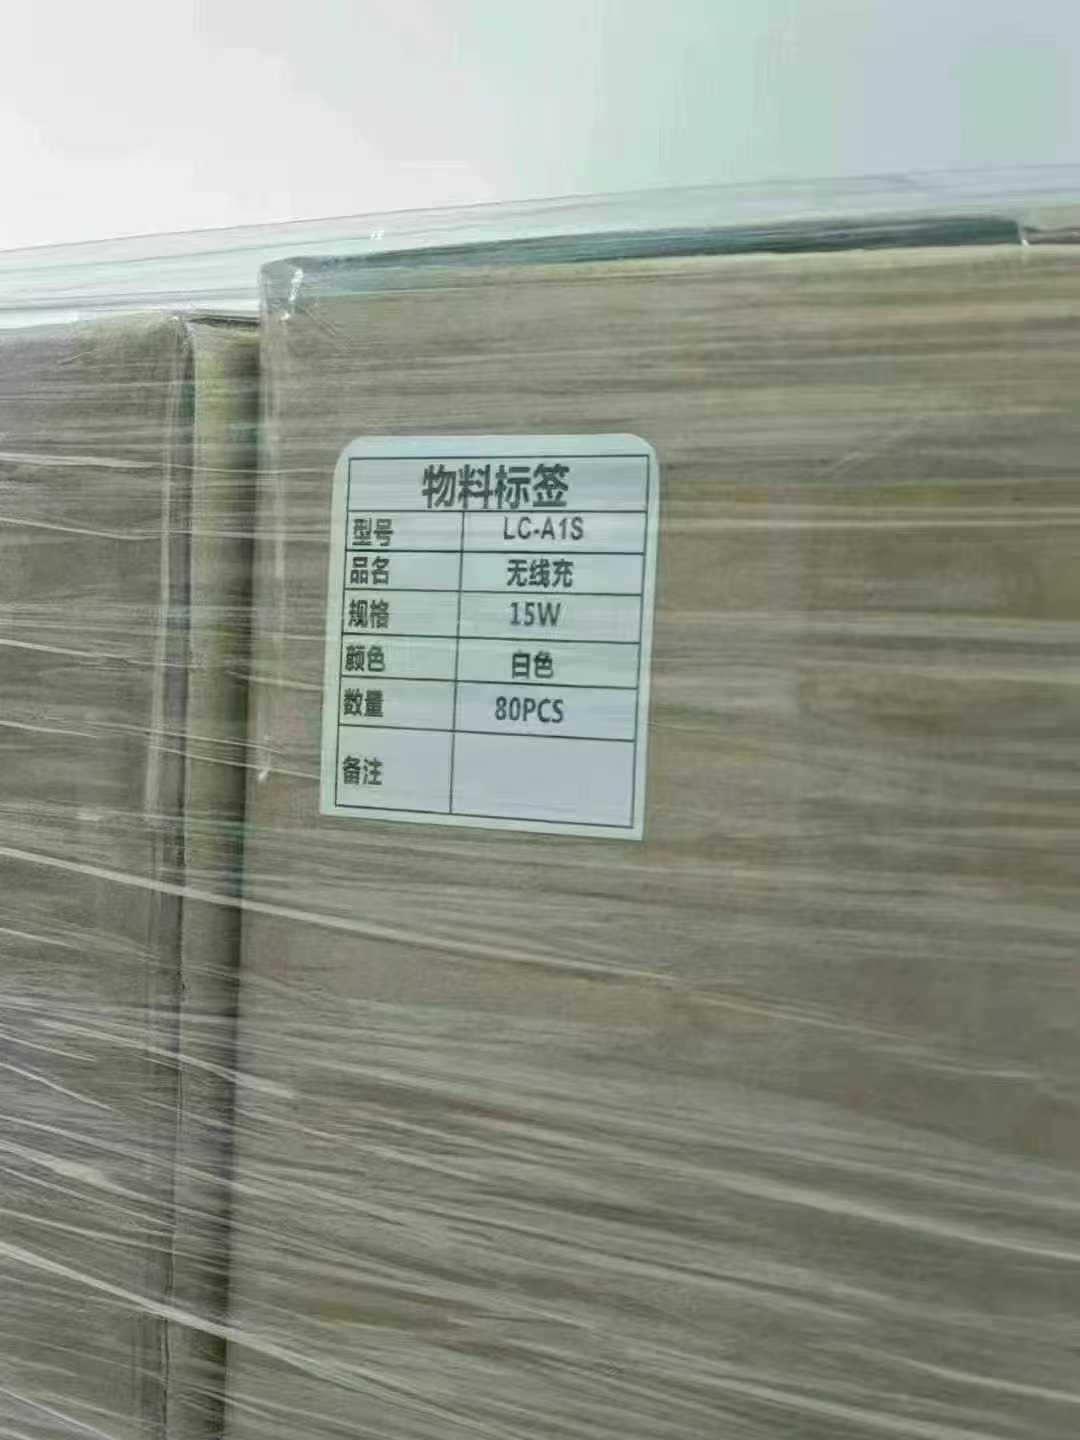 物料标签
型号 LC-A1S
品名 无线充
规格 15W
颜色 白色
数量 80PCS
备注